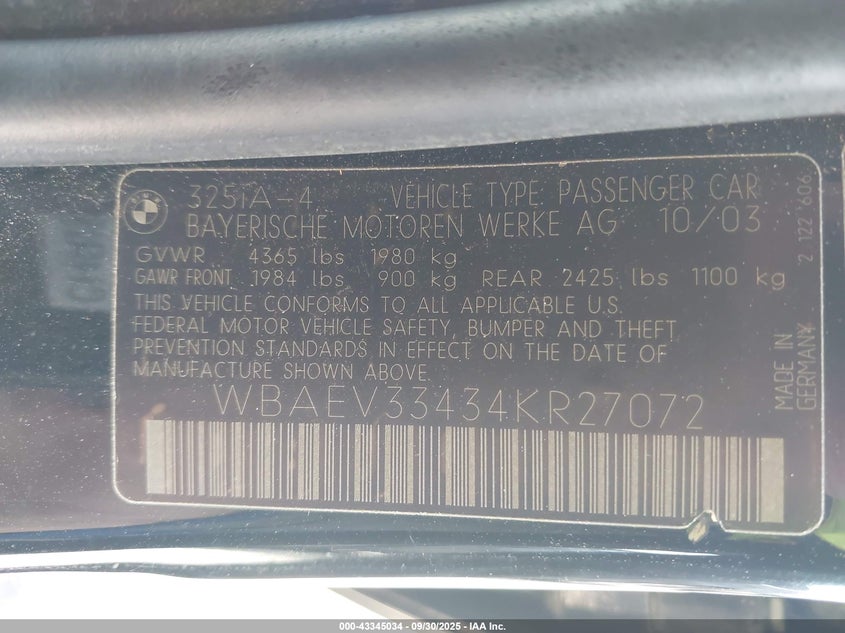 BMW
325iA-4 VEHICLE TYPE PASSENGER CAR
BAYERISCHE MOTOREN WERKE AG 10/03
GVWR 4365 lbs 1980 kg
GAWR FRONT 1984 lbs 900 kg REAR 2425 lbs 1100 kg
THIS VEHICLE CONFORMS TO ALL APPLICABLE U.S.
FEDERAL MOTOR VEHICLE SAFETY, BUMPER AND THEFT
PREVENTION STANDARDS IN EFFECT ON THE DATE OF
MANUFACTURE SHOWN ABOVE.
WBAEV33434KR27072
MADE IN
GERMANY
2 122 606
000-43345034 - 09/30/2025 - IAA Inc.